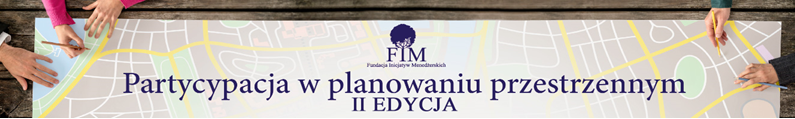 FIM
Fundacja Inicjatyw Menedżerskich
Partycypacja w planowaniu przestrzennym
II EDYCJA